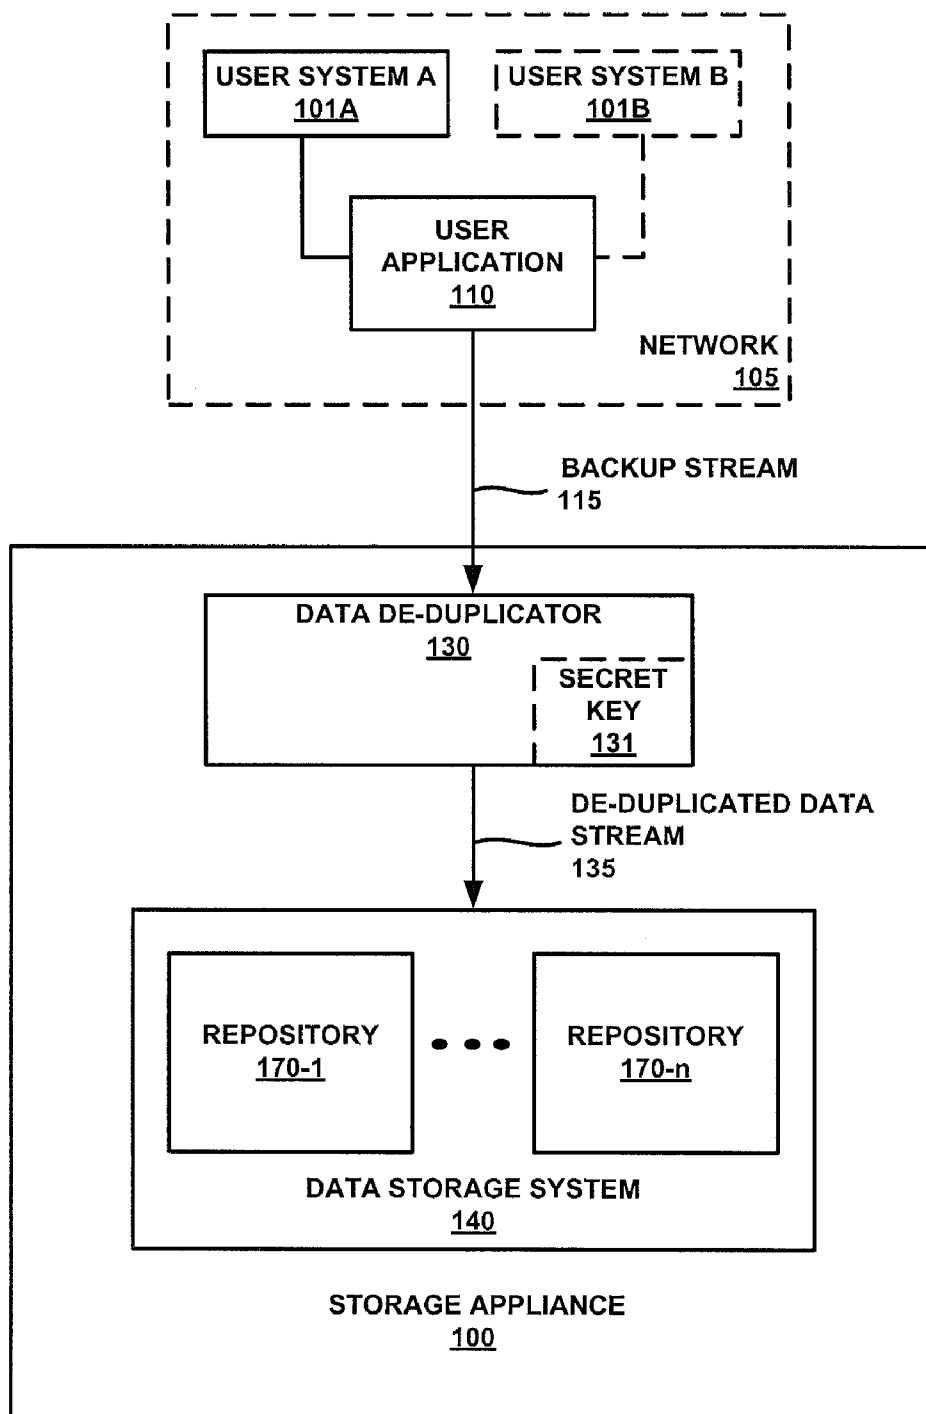 USER SYSTEM A
101A
USER SYSTEM B
101B
USER
APPLICATION
110
NETWORK
105
BACKUP STREAM
115
DATA DE-DUPLICATOR
130
SECRET
KEY
131
DE-DUPLICATED DATA
STREAM
135
REPOSITORY
170-1
REPOSITORY
170-n
DATA STORAGE SYSTEM
140
STORAGE APPLIANCE
100